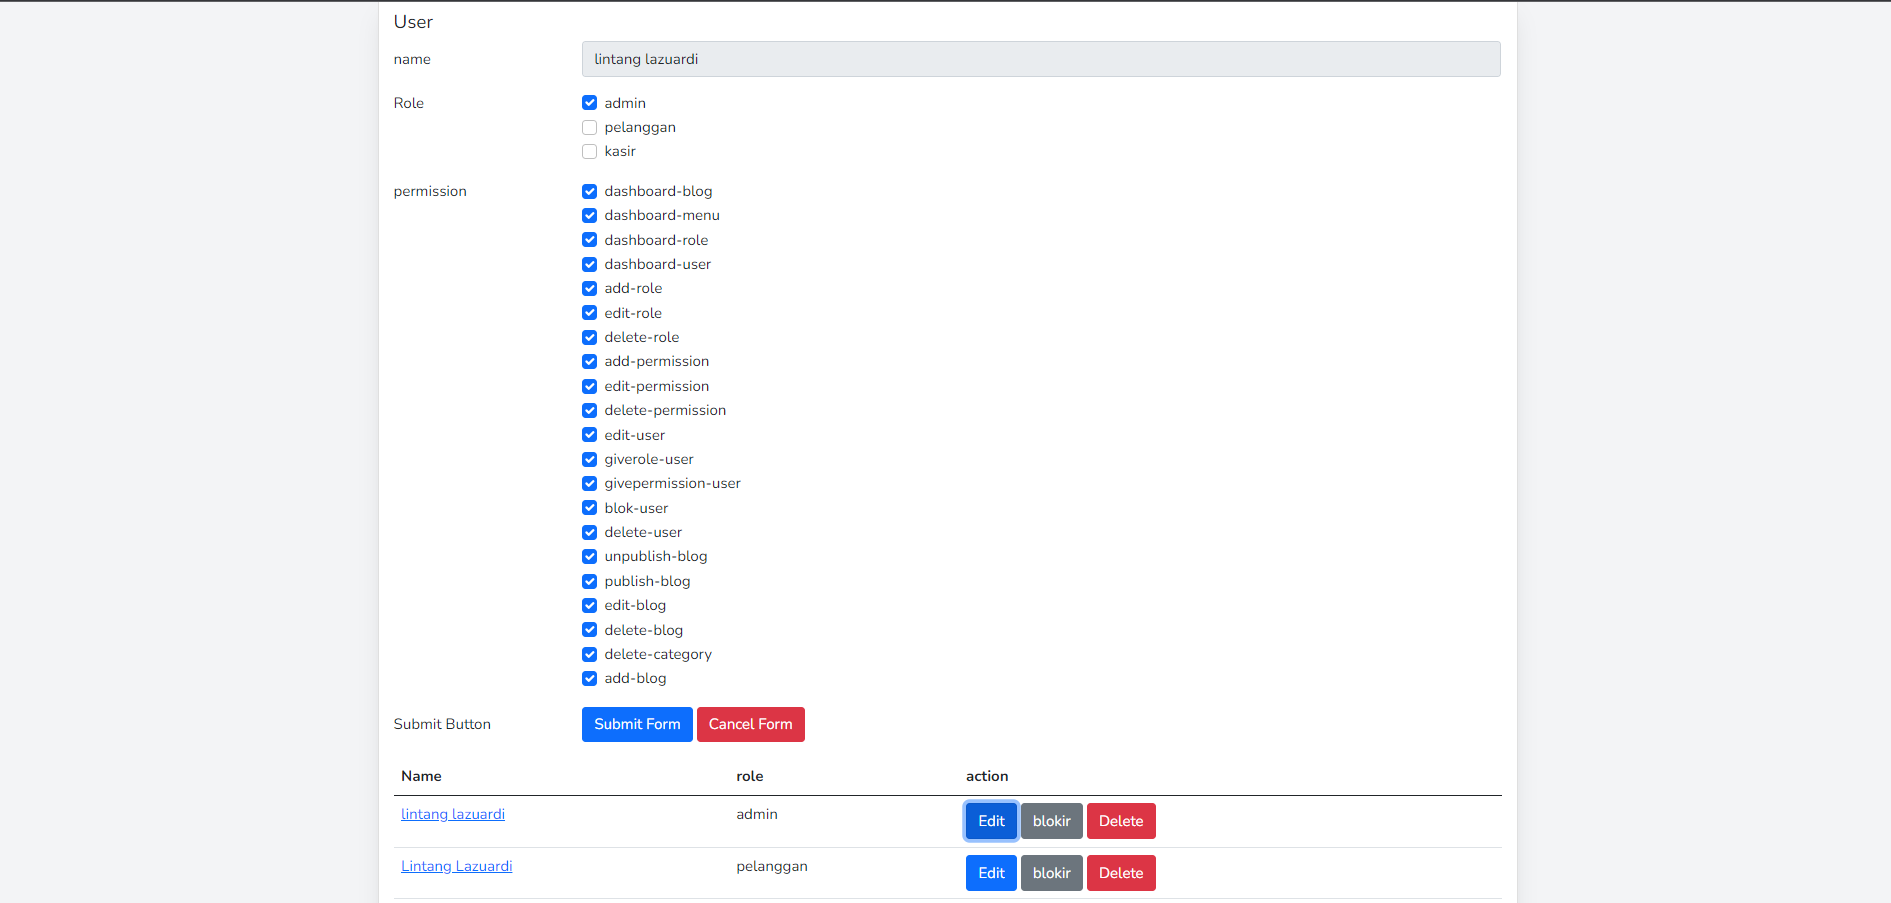 User
name lintang lazuardi
Role admin
pelanggan
kasir
permission dashboard-blog
dashboard-menu
dashboard-role
dashboard-user
add-role
edit-role
delete-role
add-permission
edit-permission
delete-permission
edit-user
giverole-user
givepermission-user
blok-user
delete-user
unpublish-blog
publish-blog
edit-blog
delete-blog
delete-category
add-blog
Submit Button Submit Form Cancel Form
Name role action
lintang lazuardi admin Edit blokir Delete
Lintang Lazuardi pelanggan Edit blokir Delete